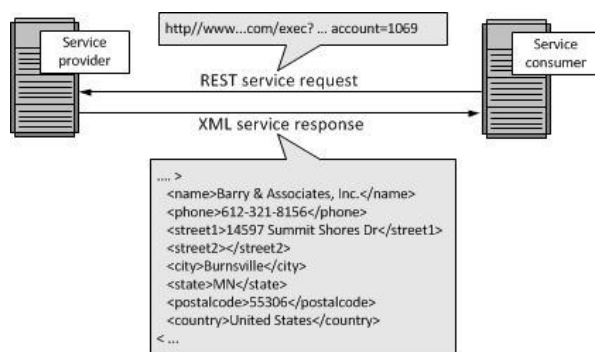 http//www...com/exec? ... account=1069
Service
provider
Service
consumer
REST service request
XML service response
.... >
<name>Barry & Associates, Inc.</name>
<phone>612-321-8156</phone>
<street1>14597 Summit Shores Dr</street1>
<street2></street2>
<city>Burnsville</city>
<state>MN</state>
<postalcode>55306</postalcode>
<country>United States</country>
< ...